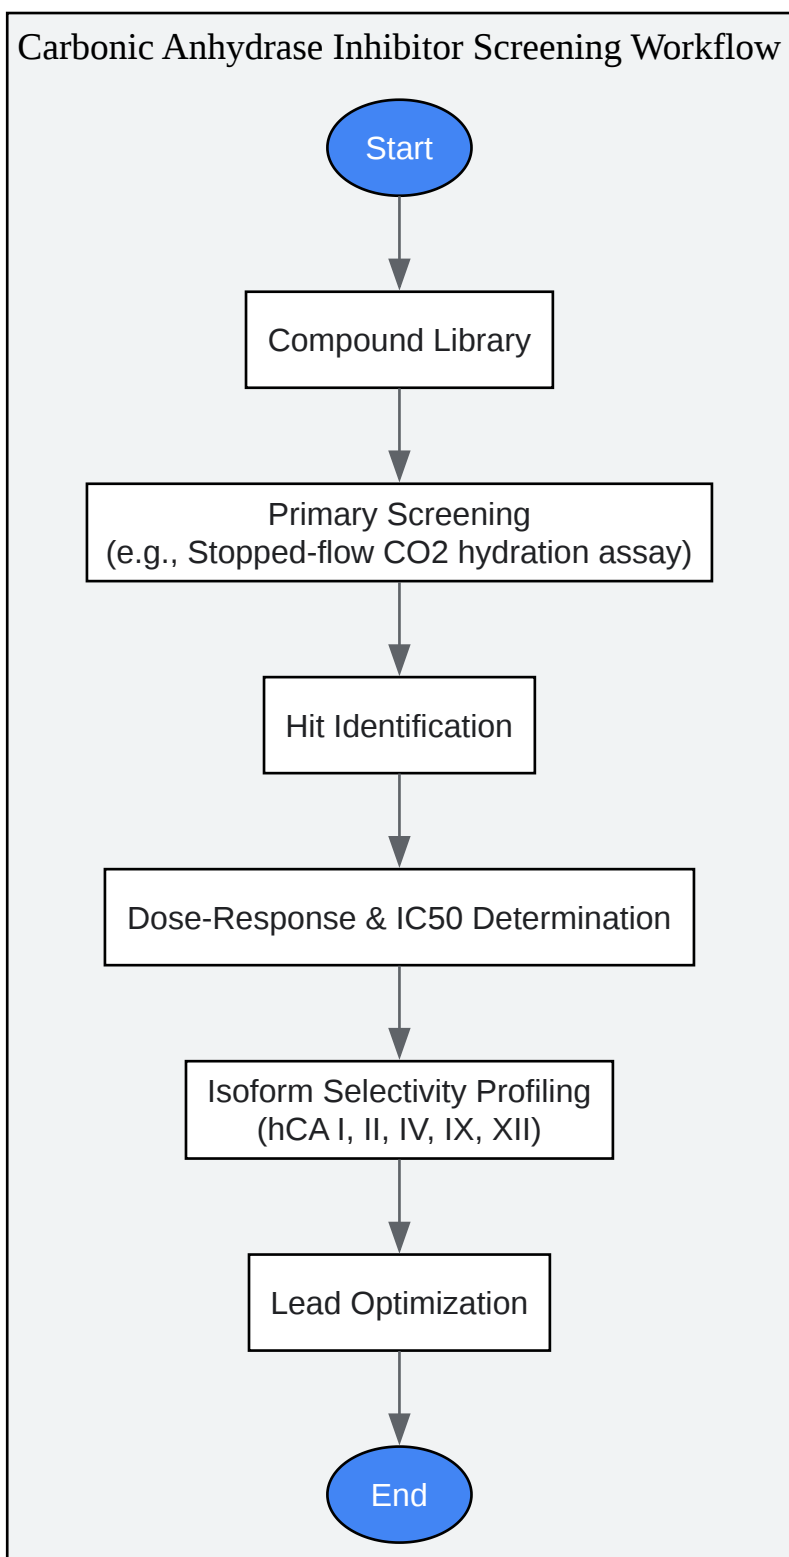 Carbonic Anhydrase Inhibitor Screening Workflow
Start
Compound Library
Primary Screening
(e.g., Stopped-flow CO2 hydration assay)
Hit Identification
Dose-Response & IC50 Determination
Isoform Selectivity Profiling
(hCA I, II, IV, IX, XII)
Lead Optimization
End